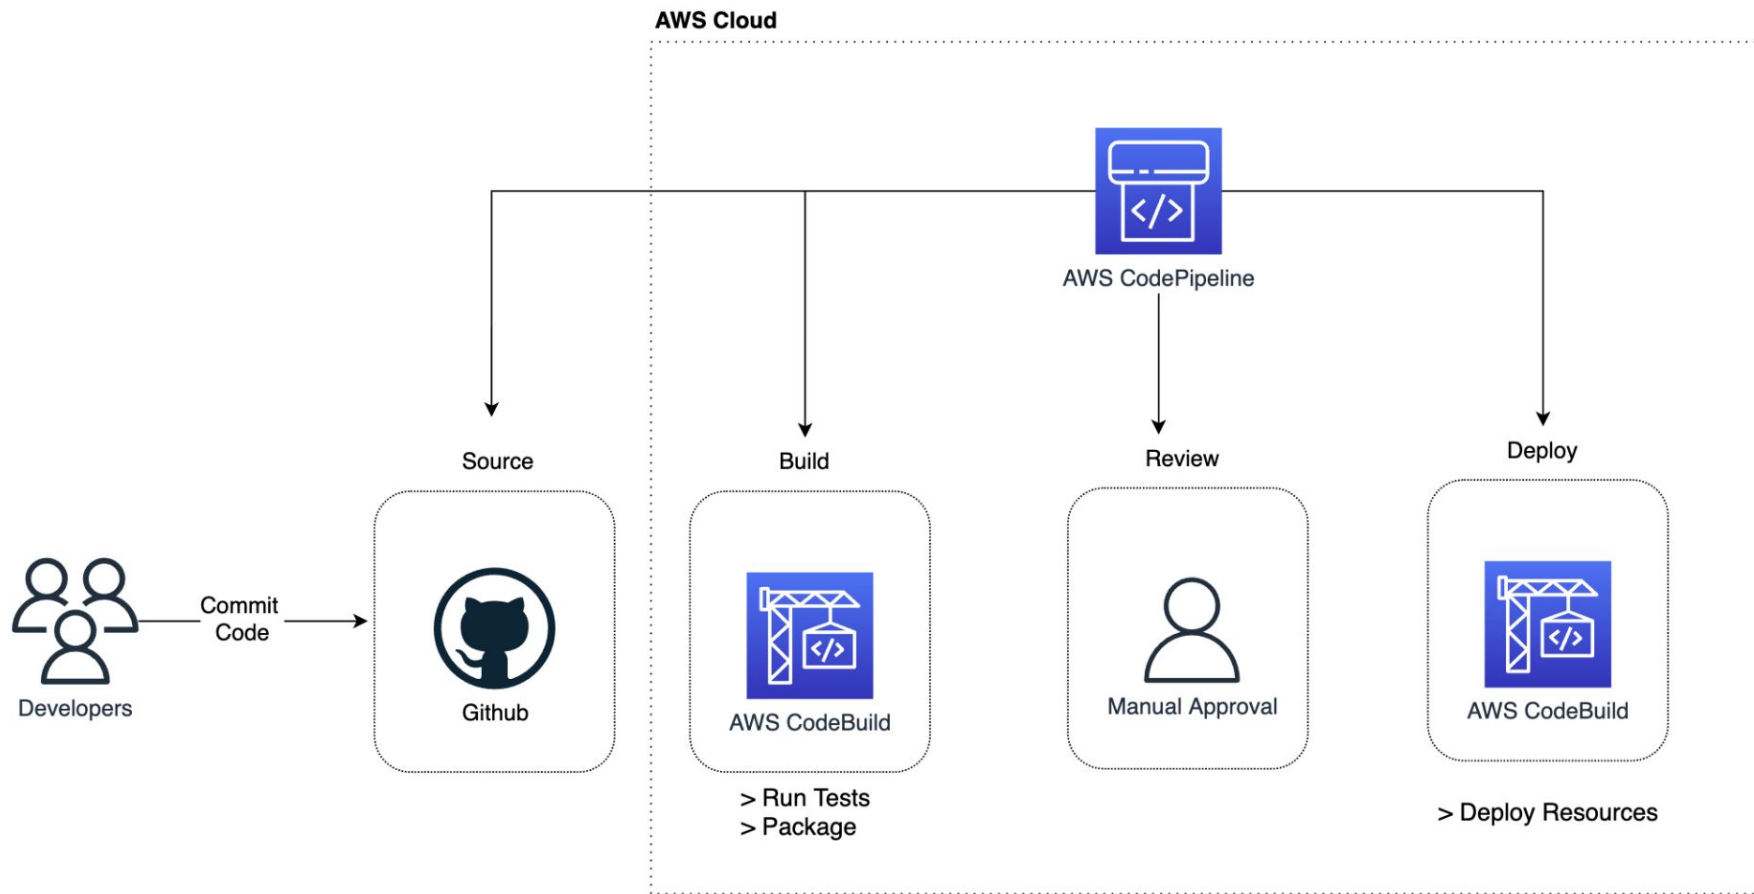 AWS Cloud
AWS CodePipeline
Source
Build
Review
Deploy
Commit
Code
Developers
Github
AWS CodeBuild
Manual Approval
AWS CodeBuild
> Run Tests
> Package
> Deploy Resources